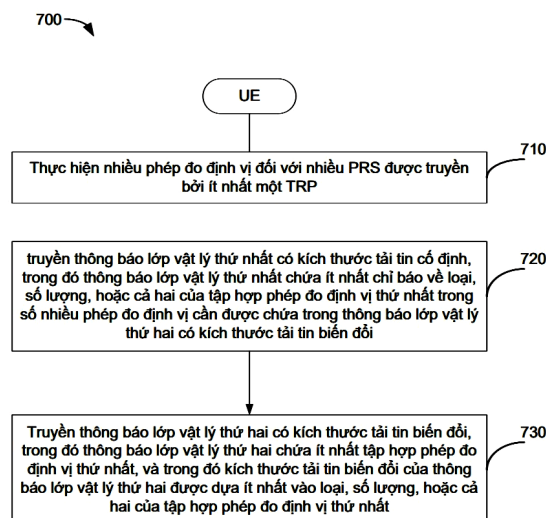 700
UE
Thực hiện nhiều phép đo định vị đối với nhiều PRS được truyền
bởi ít nhất một TRP
710
truyền thông báo lớp vật lý thứ nhất có kích thước tải tin cố định,
trong đó thông báo lớp vật lý thứ nhất chứa ít nhất chỉ báo về loại,
số lượng, hoặc cả hai của tập hợp phép đo định vị thứ nhất trong
số nhiều phép đo định vị cần được chứa trong thông báo lớp vật lý
thứ hai có kích thước tải tin biến đổi
720
Truyền thông báo lớp vật lý thứ hai có kích thước tải tin biến đổi,
trong đó thông báo lớp vật lý thứ hai chứa ít nhất tập hợp phép đo
định vị thứ nhất, và trong đó kích thước tải tin biến đổi của thông
báo lớp vật lý thứ hai được dựa ít nhất vào loại, số lượng, hoặc cả
hai của tập hợp phép đo định vị thứ nhất
730